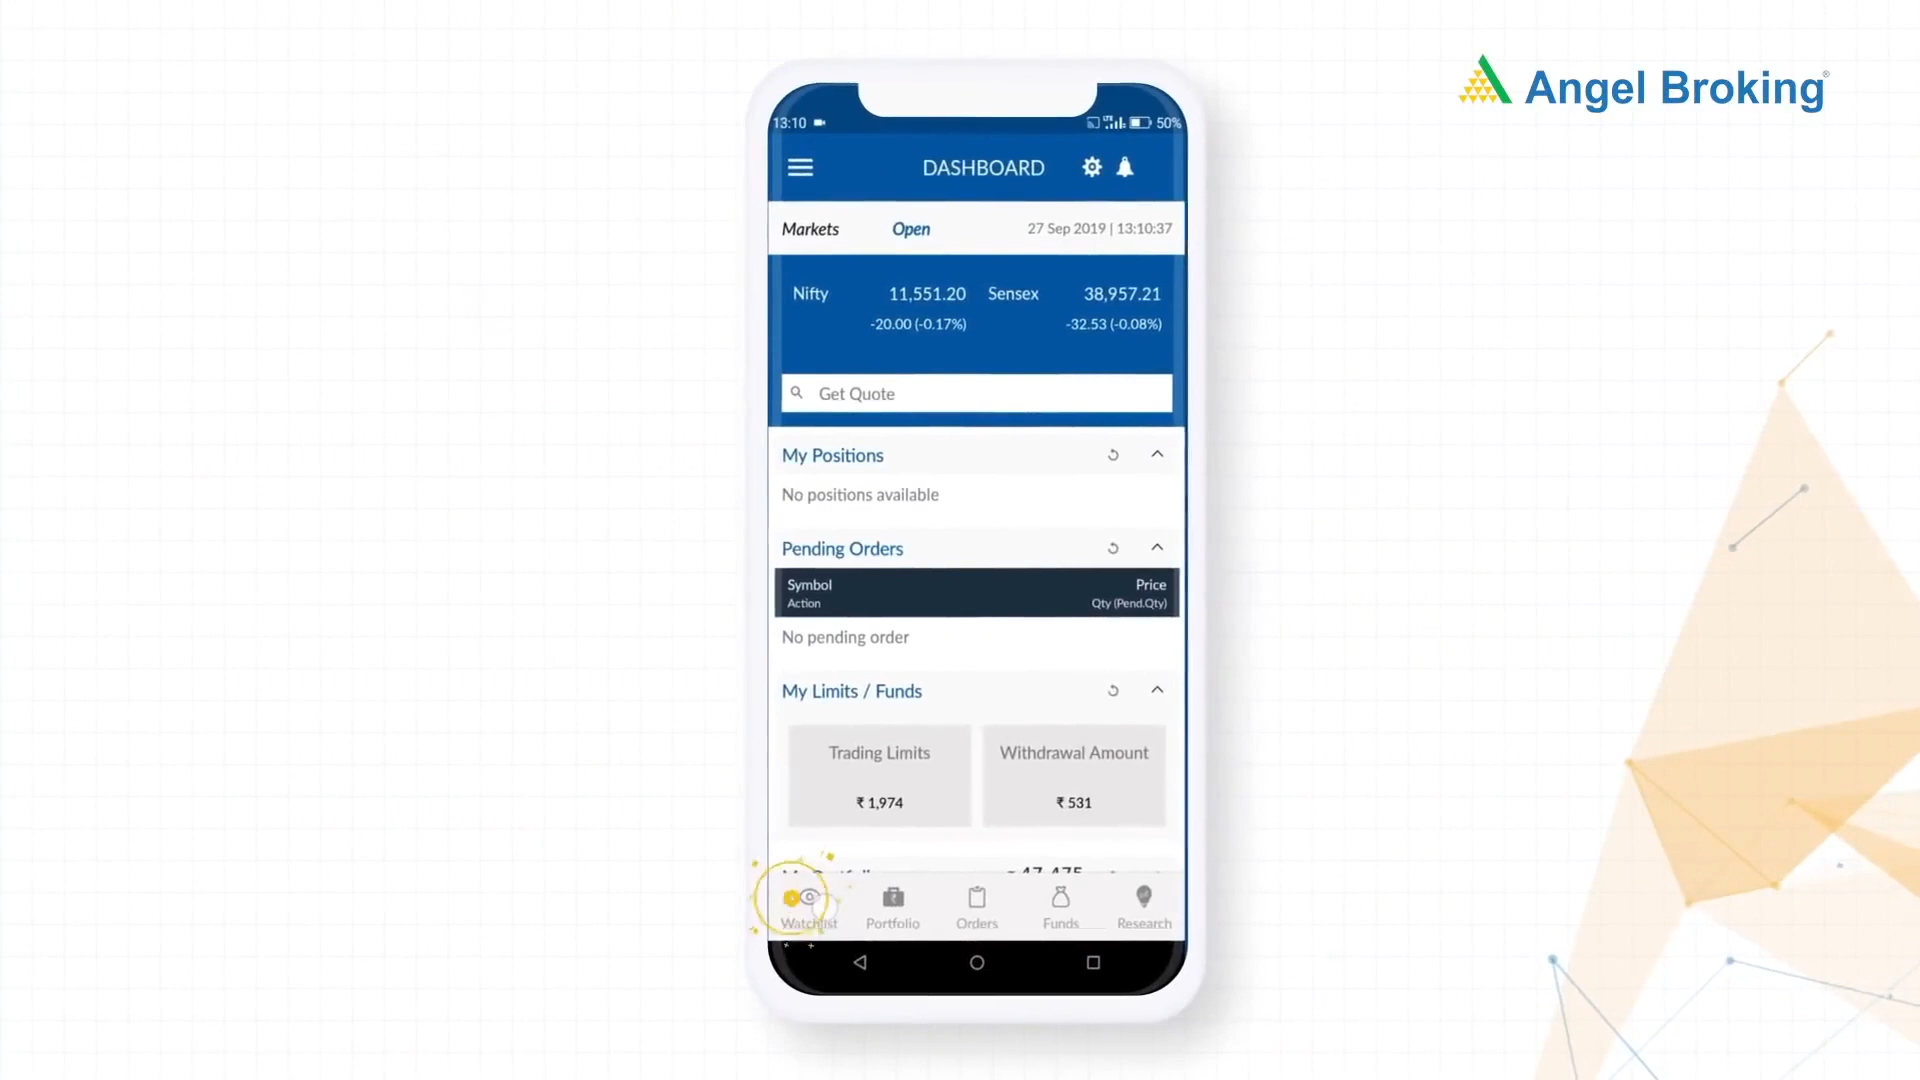 Angel Broking®
13:10
LTE
50%
DASHBOARD
Markets Open 27 Sep 2019 | 13:10:37
Nifty 11,551.20 Sensex 38,957.21
-20.00 (-0.17%) -32.53 (-0.08%)
Get Quote
My Positions
No positions available
Pending Orders
Symbol Price
Action Qty (Pend.Qty)
No pending order
My Limits / Funds
Trading Limits Withdrawal Amount
₹ 1,974 ₹ 531
Watchlist Portfolio Orders Funds Research